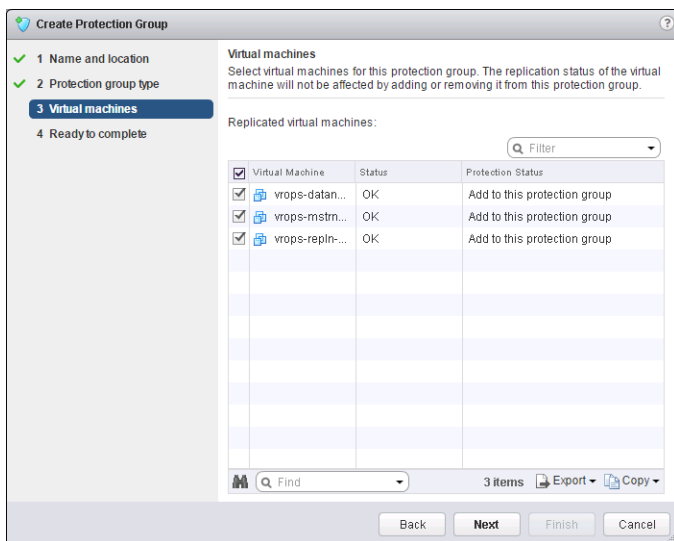 Create Protection Group
?
1 Name and location
2 Protection group type
3 Virtual machines
4 Ready to complete
Virtual machines
Select virtual machines for this protection group. The replication status of the virtual
machine will not be affected by adding or removing it from this protection group.
Replicated virtual machines:
Filter
Virtual Machine Status Protection Status
vrops-datan... OK Add to this protection group
vrops-mstrn... OK Add to this protection group
vrops-repln-... OK Add to this protection group
Find 3 items Export Copy
Back Next Finish Cancel